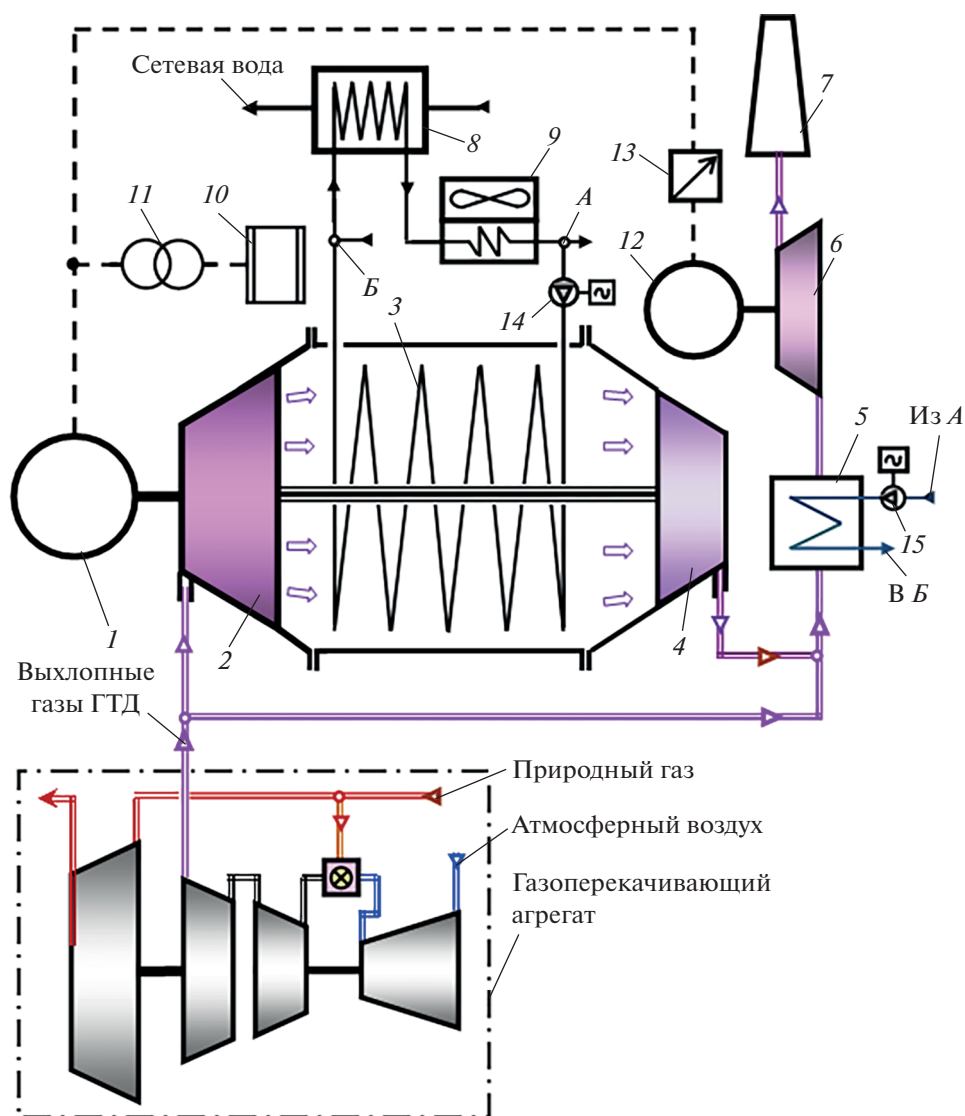 Сетевая вода
7
8
9
13
11
10
А
12
6
Б
3
14
5
Из А
15
В Б
1
2
4
Выхлопные
газы ГТД
Природный газ
Атмосферный воздух
Газоперекачивающий
агрегат